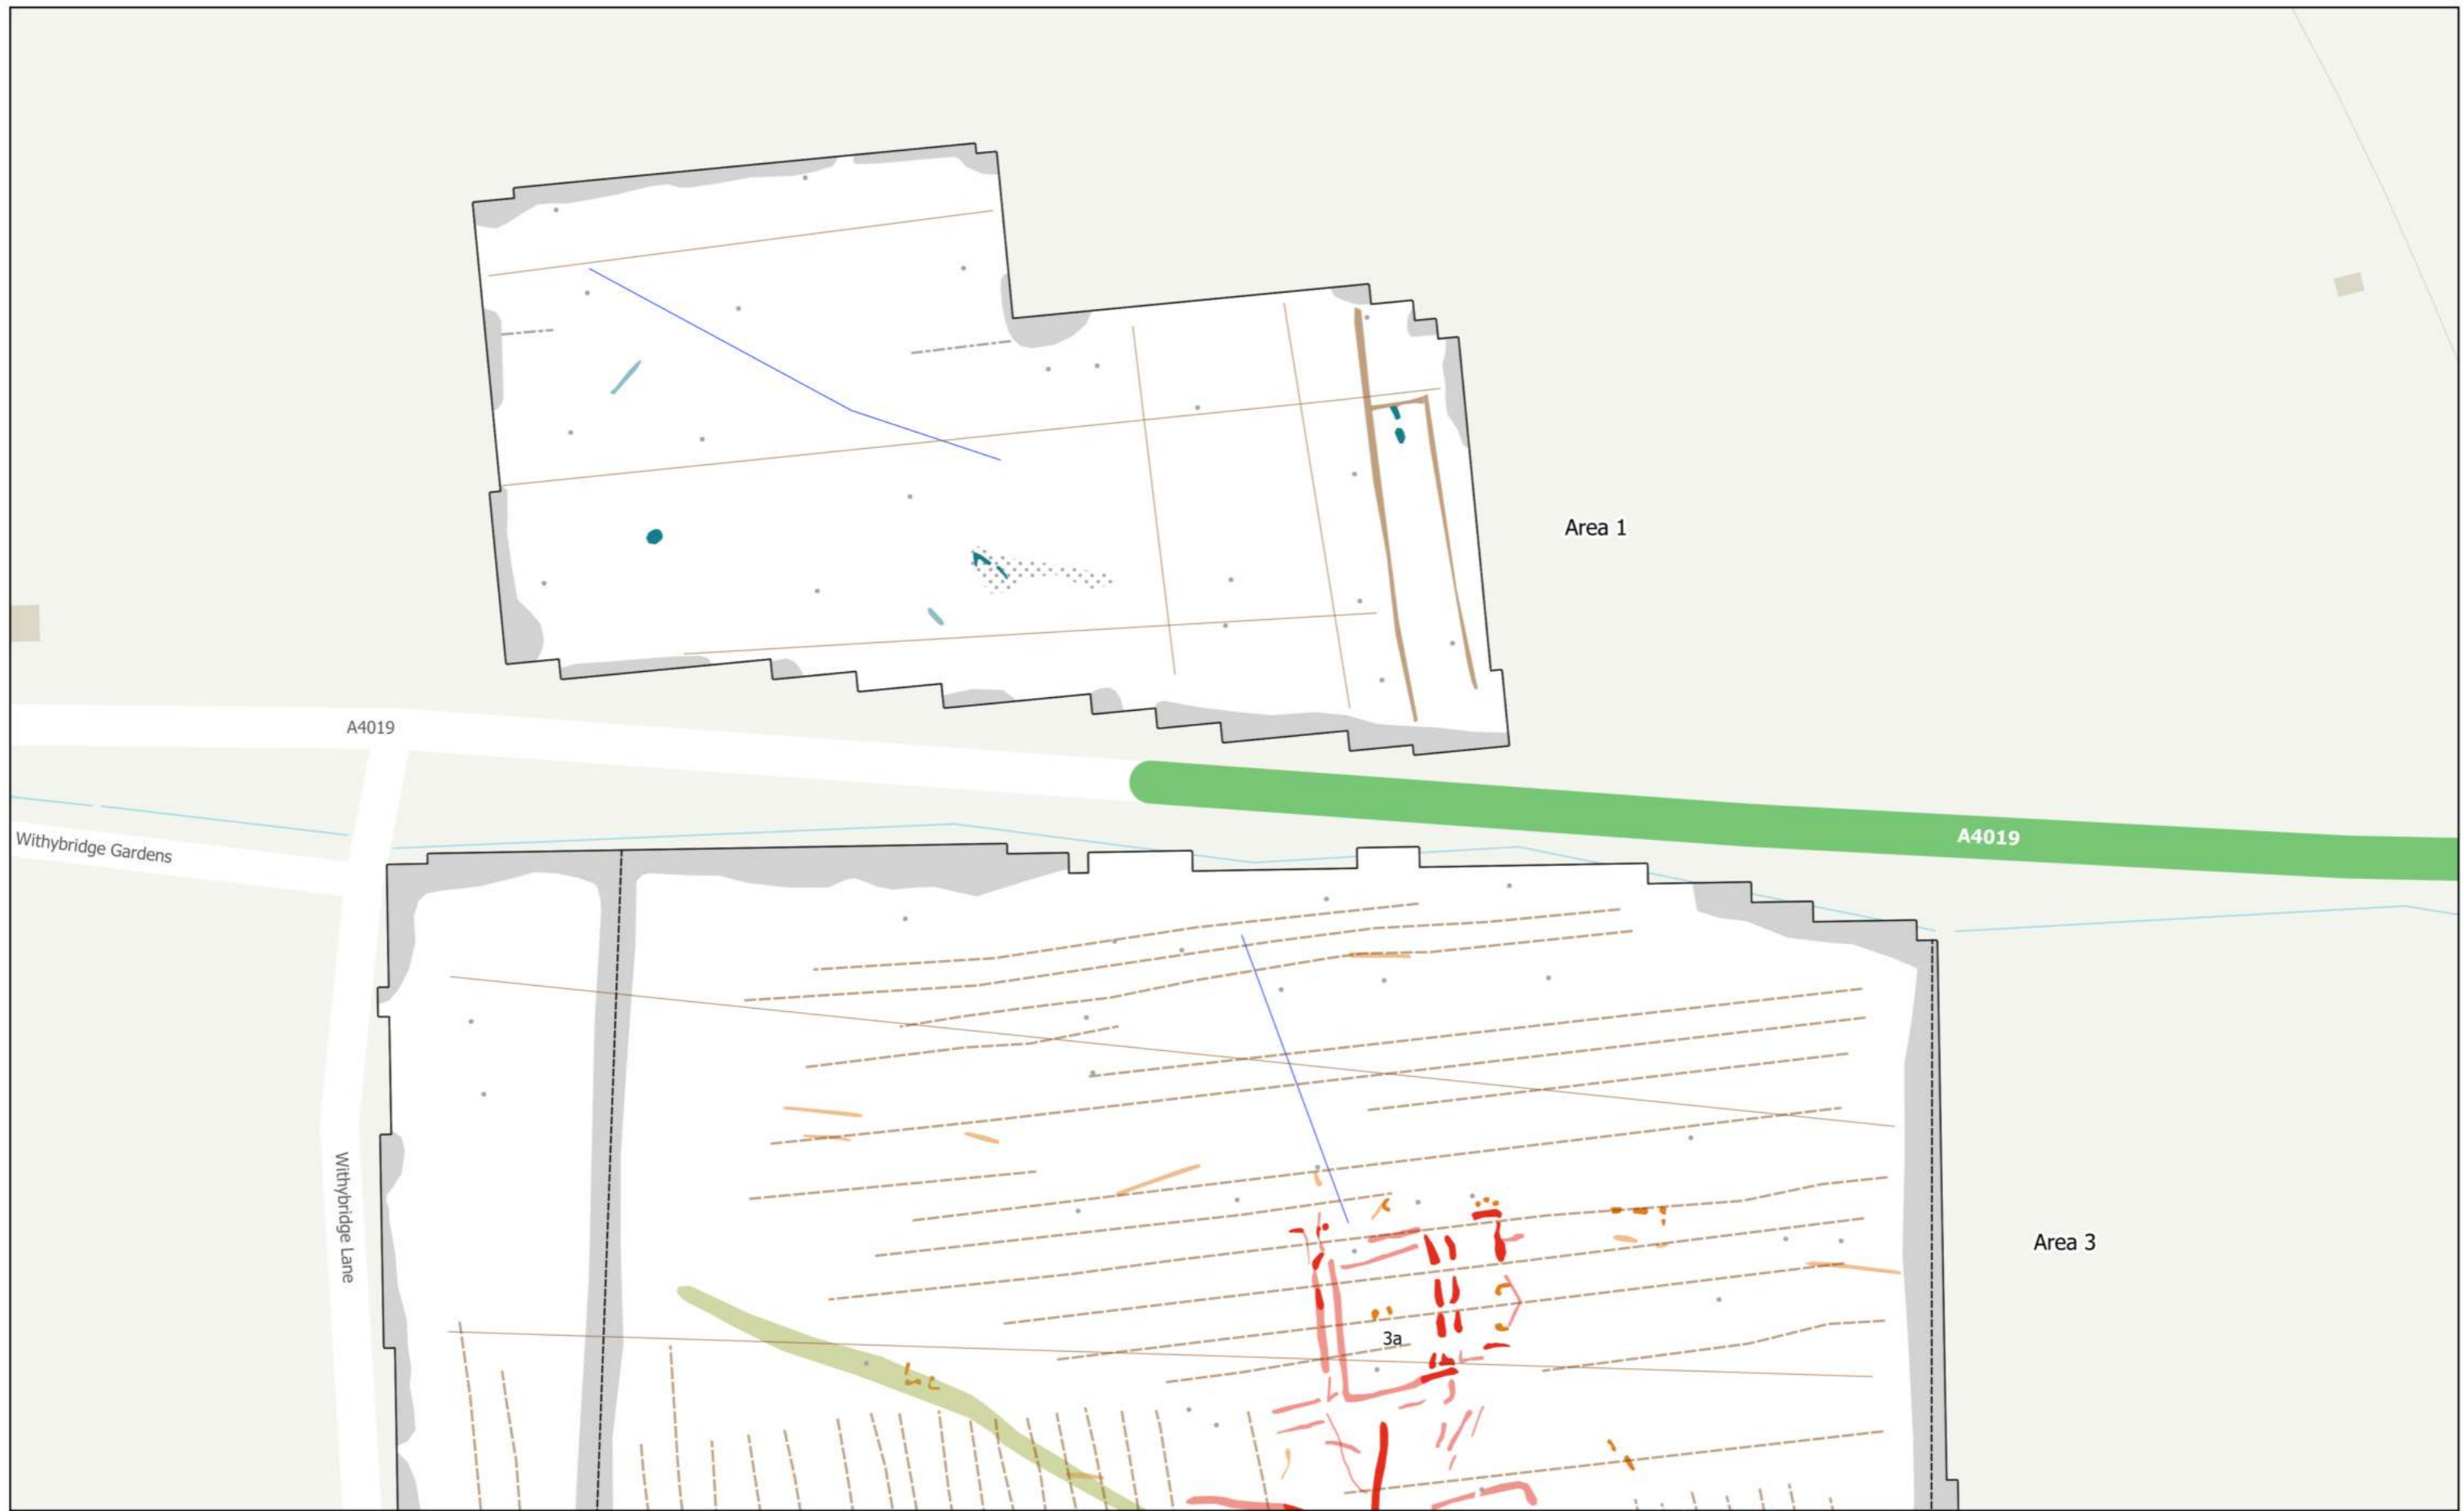 Area 1
A4019
A4019
Withybridge Gardens
Withybridge Lane
Area 3
3a